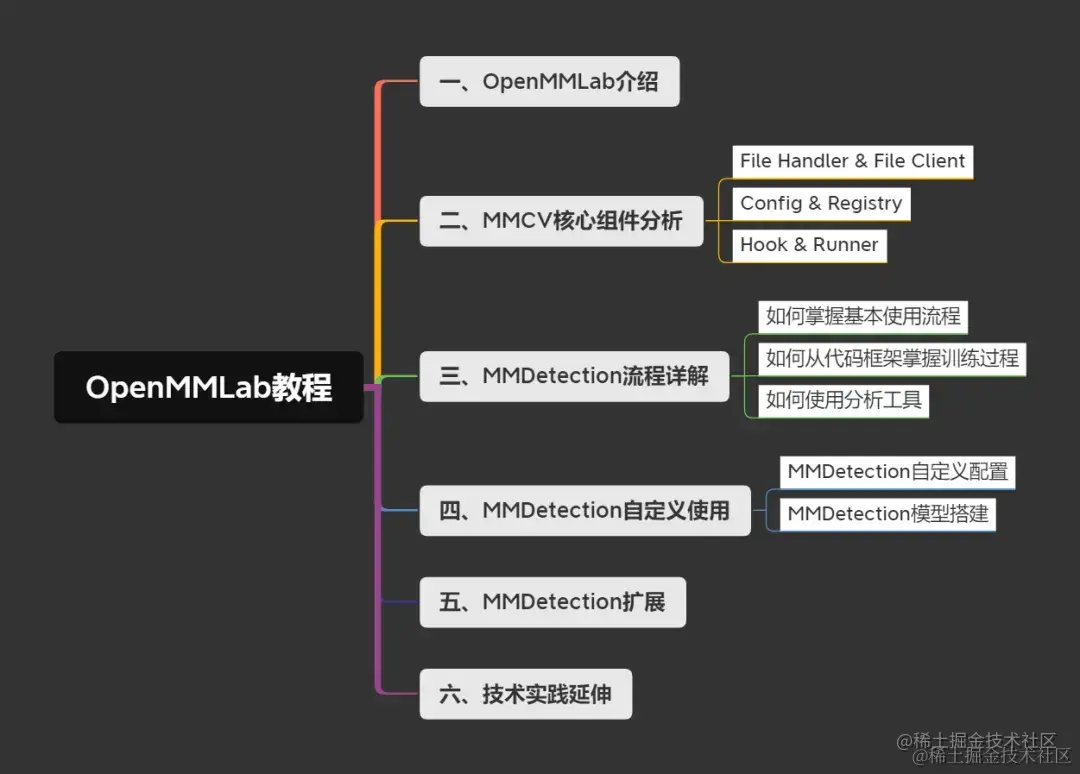 OpenMMLab教程
一、OpenMMLab介绍
二、MMCV核心组件分析
File Handler & File Client
Config & Registry
Hook & Runner
三、MMDetection流程详解
如何掌握基本使用流程
如何从代码框架掌握训练过程
如何使用分析工具
四、MMDetection自定义使用
MMDetection自定义配置
MMDetection模型搭建
五、MMDetection扩展
六、技术实践延伸
@稀土掘金技术社区
@稀土掘金技术社区